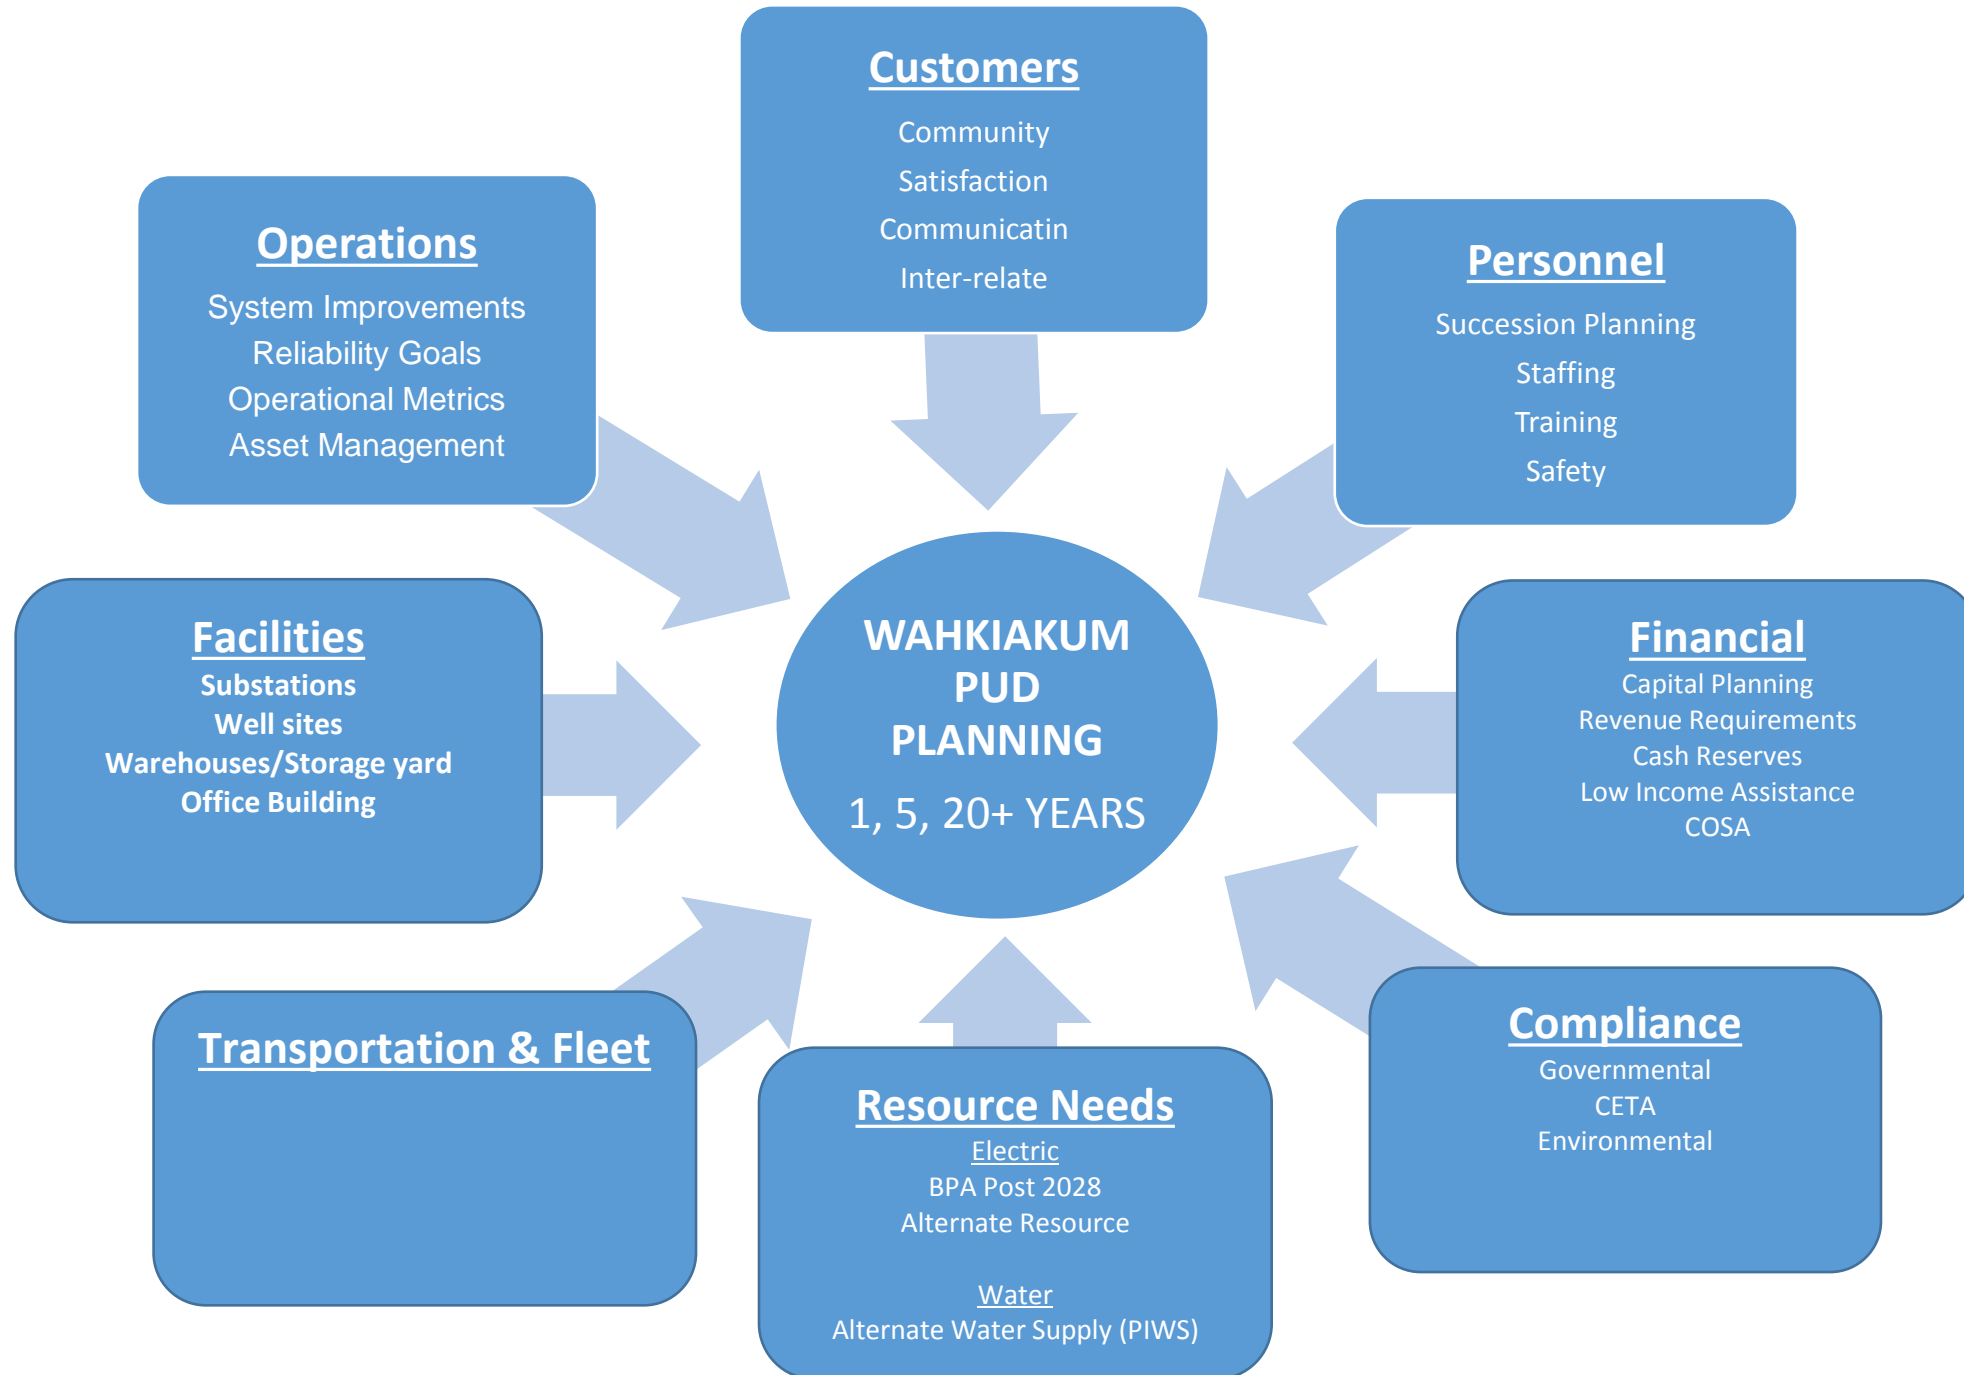 Customers
Community
Satisfaction
Communicatin
Inter-relate
Operations
System Improvements
Reliability Goals
Operational Metrics
Asset Management
Personnel
Succession Planning
Staffing
Training
Safety
Facilities
Substations
Well sites
Warehouses/Storage yard
Office Building
WAHKIAKUM
PUD
PLANNING
1, 5, 20+ YEARS
Financial
Capital Planning
Revenue Requirements
Cash Reserves
Low Income Assistance
COSA
Transportation & Fleet
Resource Needs
Electric
BPA Post 2028
Alternate Resource
Water
Alternate Water Supply (PIWS)
Compliance
Governmental
CETA
Environmental